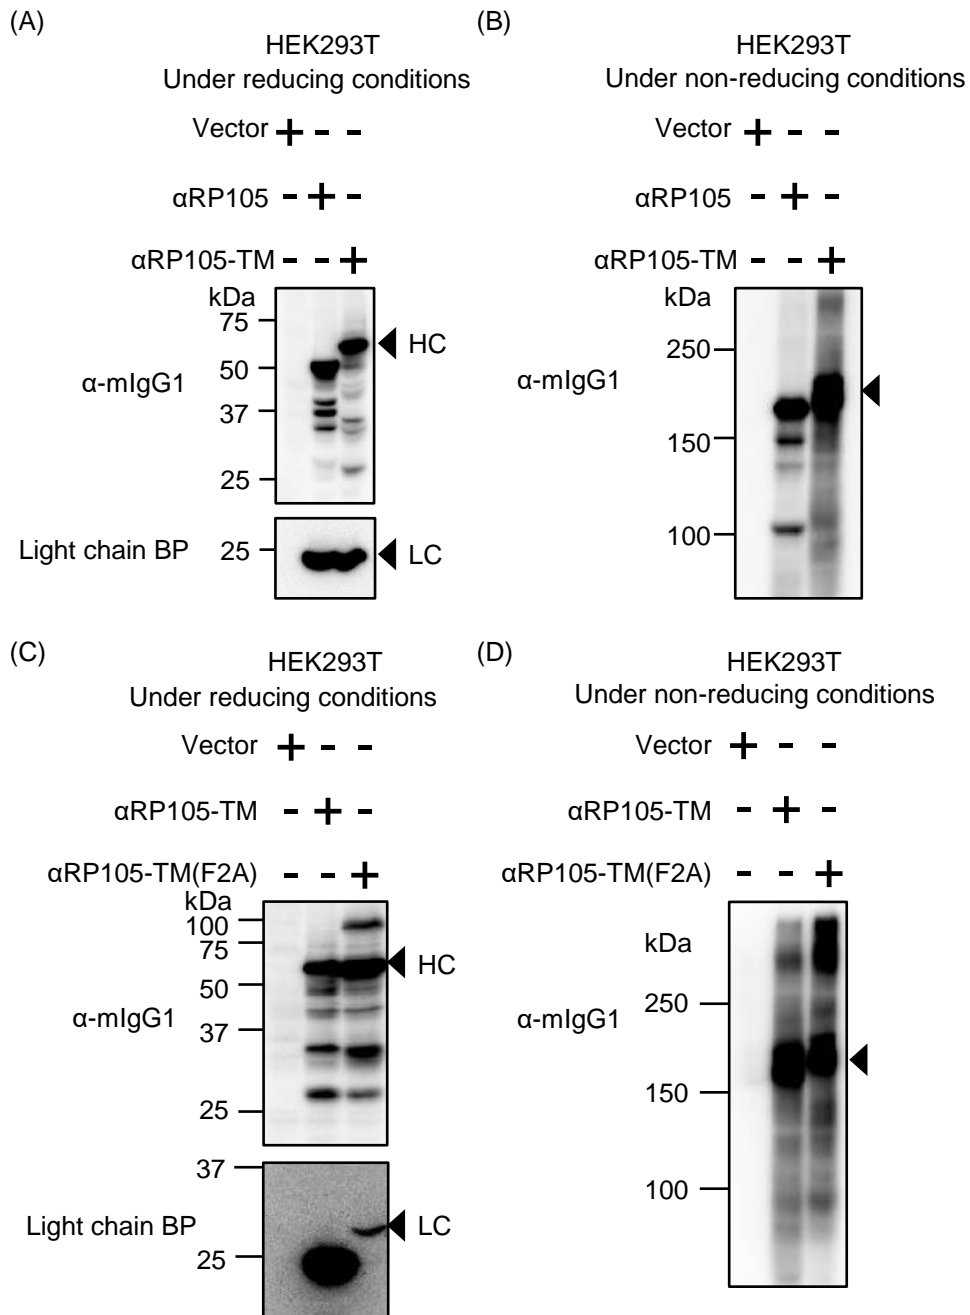 (A)
HEK293T
Under reducing conditions
Vector + - -
αRP105 - + -
αRP105-TM - - +
kDa
75
50
37
25
α-mIgG1
HC
Light chain BP
25
LC
(B)
HEK293T
Under non-reducing conditions
Vector + - -
αRP105 - + -
αRP105-TM - - +
kDa
250
150
100
α-mIgG1
(C)
HEK293T
Under reducing conditions
Vector + - -
αRP105-TM - + -
αRP105-TM(F2A) - - +
kDa
100
75
50
37
25
α-mIgG1
HC
37
Light chain BP
25
LC
(D)
HEK293T
Under non-reducing conditions
Vector + - -
αRP105-TM - + -
αRP105-TM(F2A) - - +
kDa
250
α-mIgG1
150
100